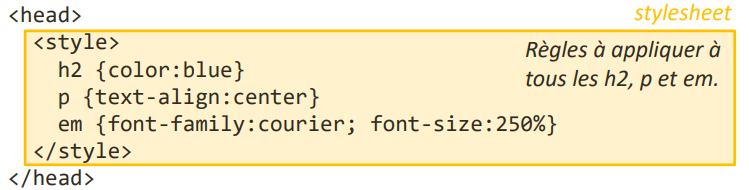 <head>
stylesheet
<style>
Règles à appliquer à
tous les h2, p et em.
h2 {color:blue}
p {text-align:center}
em {font-family:courier; font-size:250%}
</style>
</head>